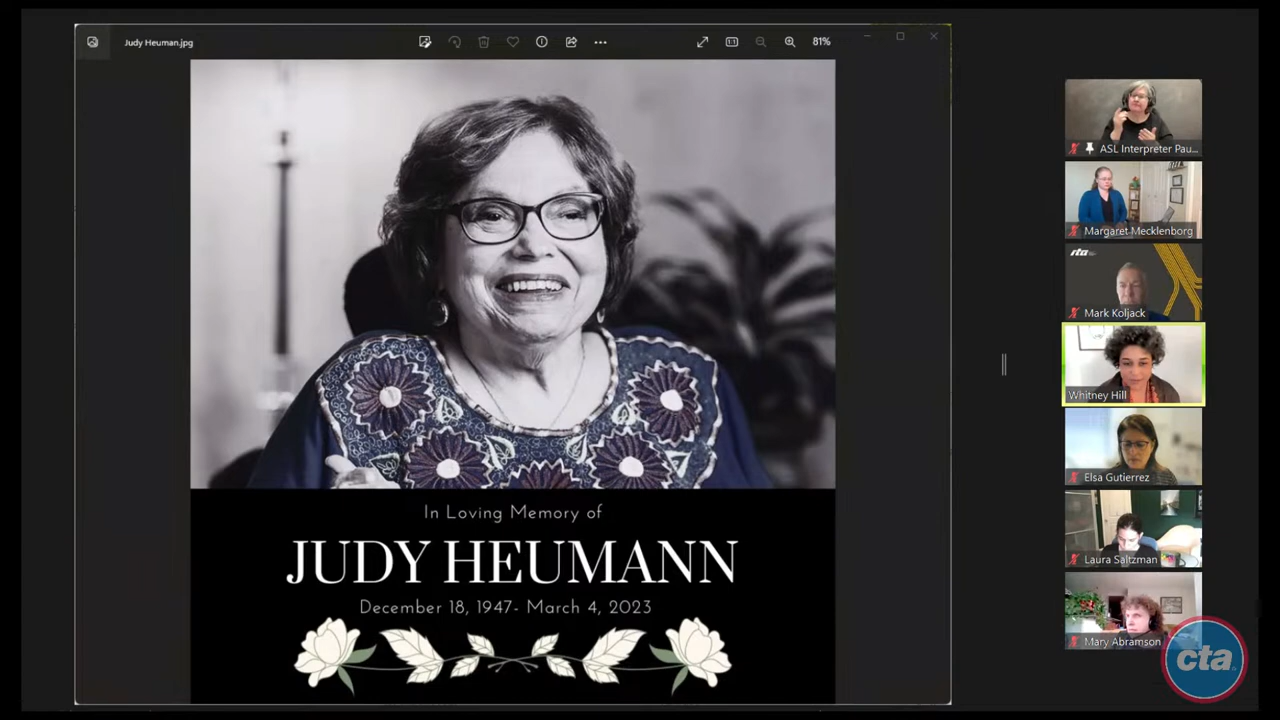 Judy Heuman.jpg
81%
In Loving Memory of
JUDY HEUMANN
December 18, 1947- March 4, 2023
ASL Interpreter Pau...
Margaret Mecklenborg
rta
Mark Koljack
Whitney Hill
Elsa Gutierrez
Laura Saltzman
Mary Abramson
cta